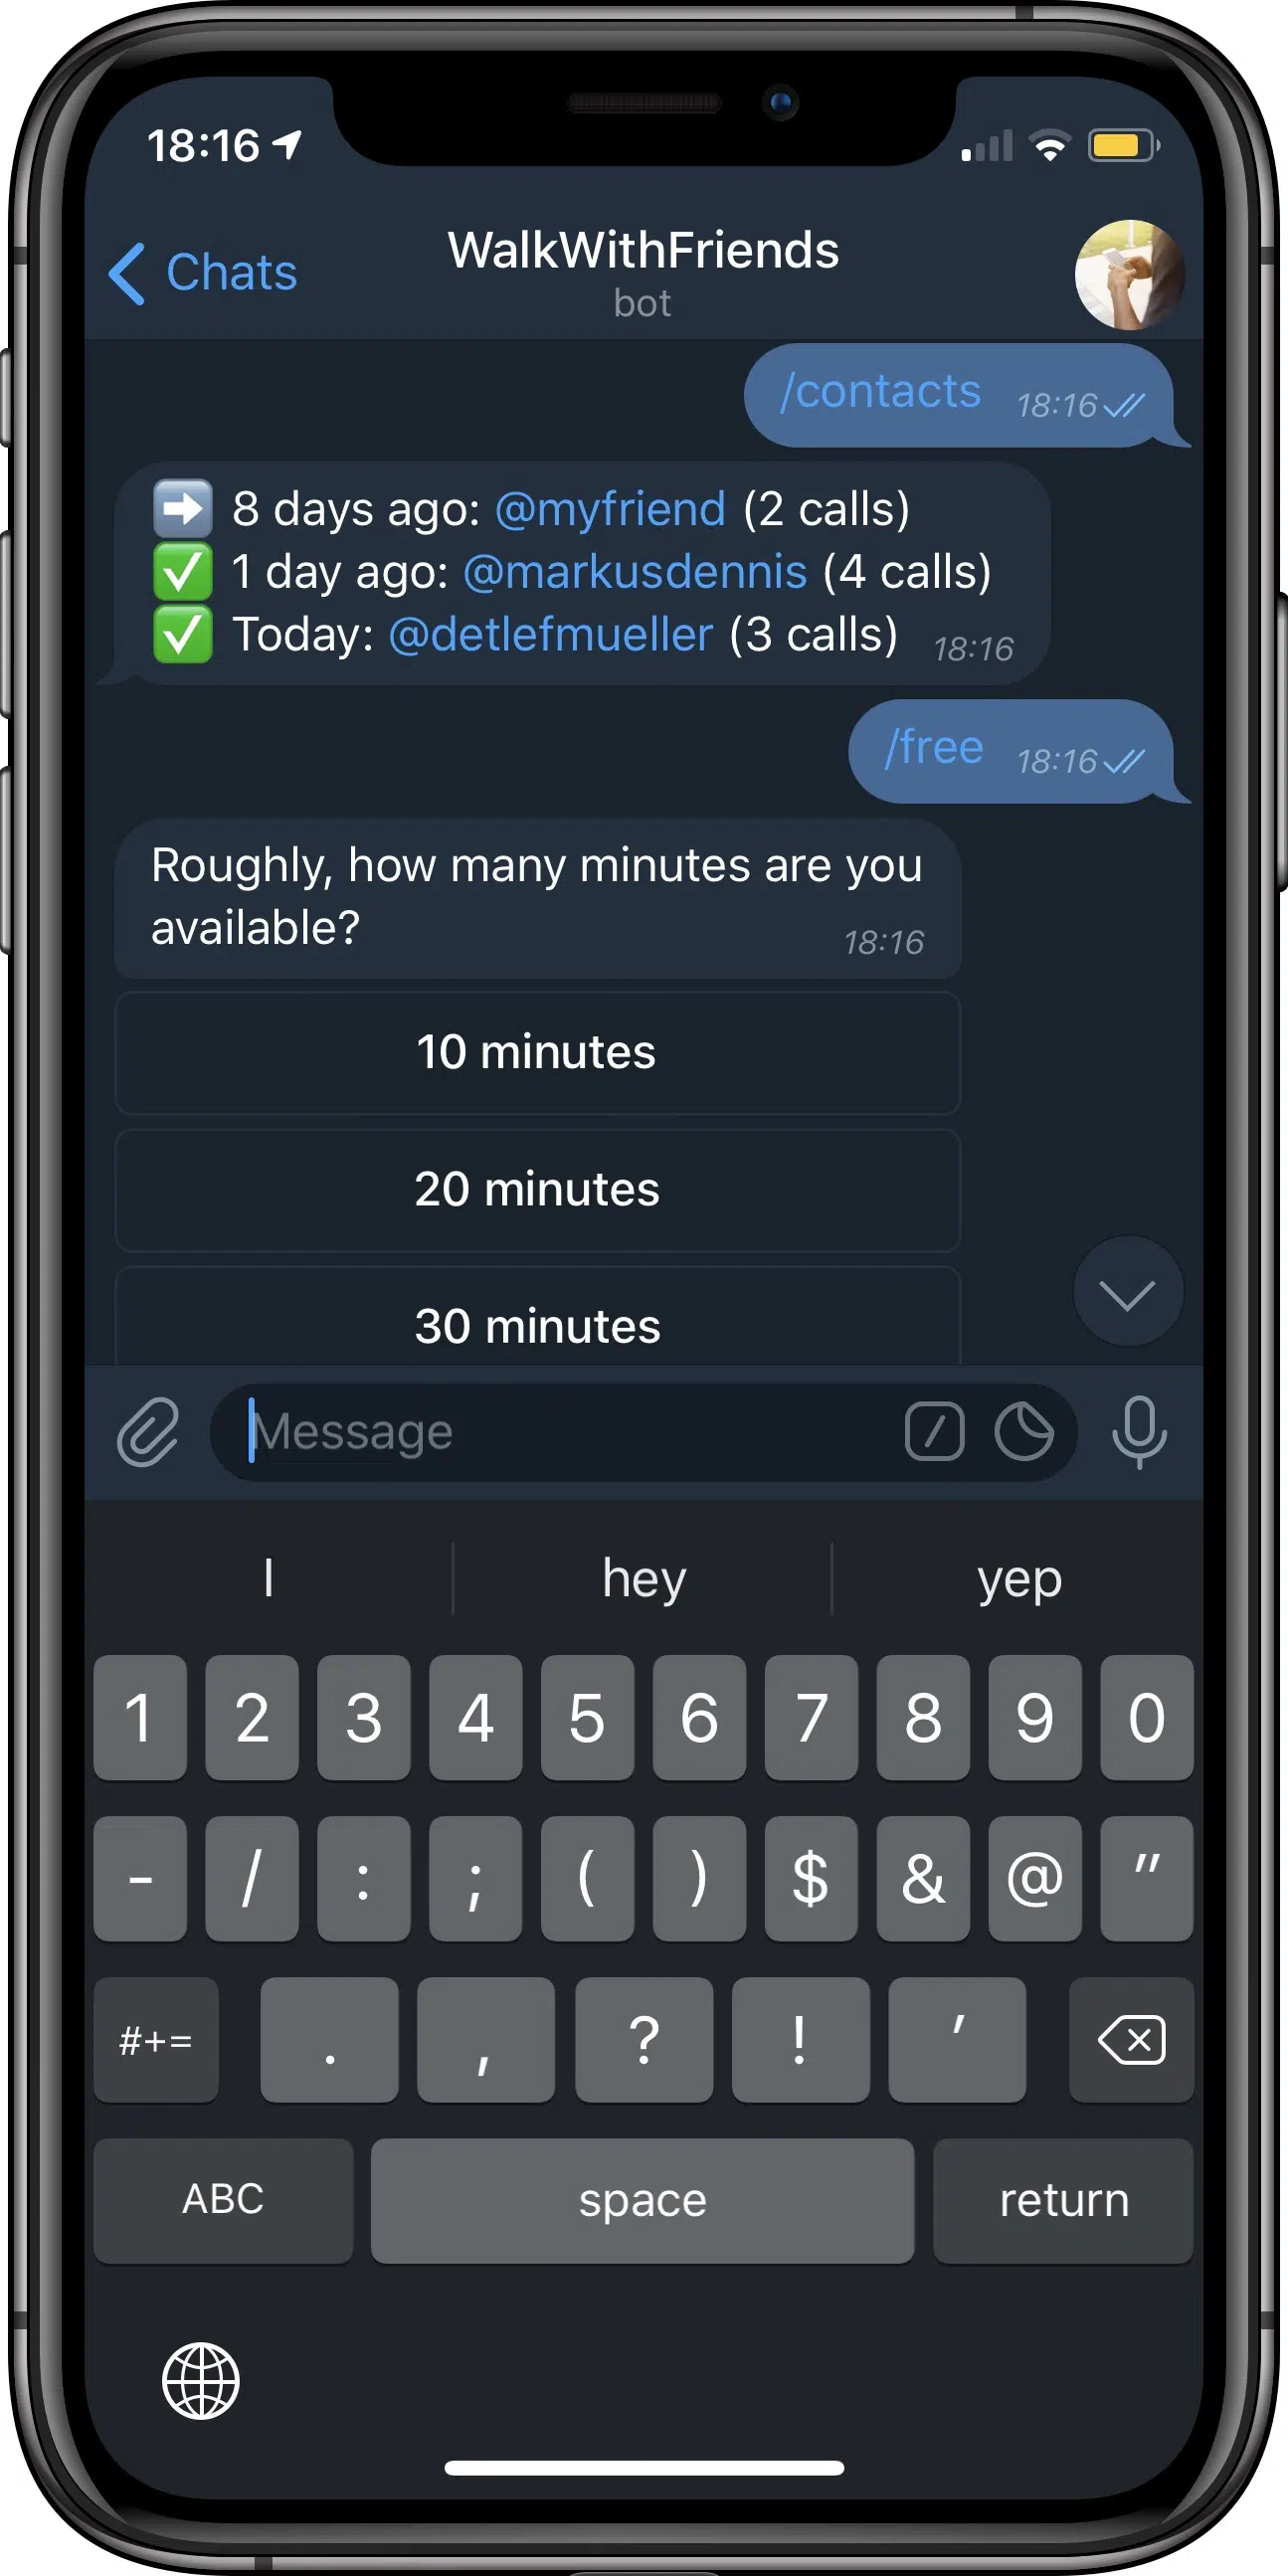 18:16
Chats
WalkWithFriends
bot
/contacts 18:16
➡️ 8 days ago: @myfriend (2 calls)
✅ 1 day ago: @markusdennis (4 calls)
✅ Today: @detlefmueller (3 calls) 18:16
/free 18:16
Roughly, how many minutes are you
available? 18:16
10 minutes
20 minutes
30 minutes
Message
I hey yep
1 2 3 4 5 6 7 8 9 0
- / : ; ( ) $ & @ "
#+= . , ? ! '
ABC space return